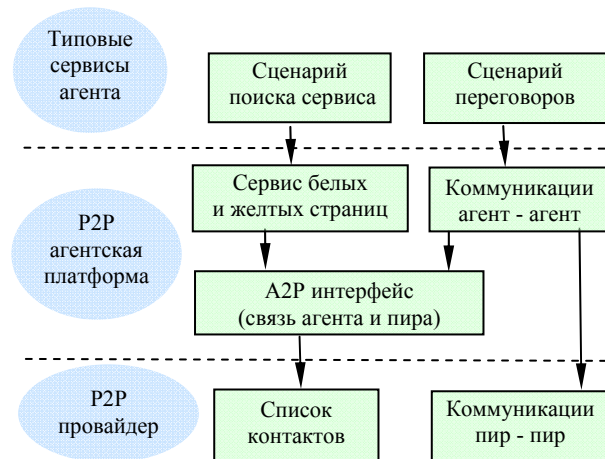 Типовые
сервисы
агента
Сценарий
поиска сервиса
Сценарий
переговоров
P2P
агентская
платформа
Сервис белых
и желтых страниц
Коммуникации
агент - агент
A2P интерфейс
(связь агента и пира)
P2P
провайдер
Список
контактов
Коммуникации
пир - пир